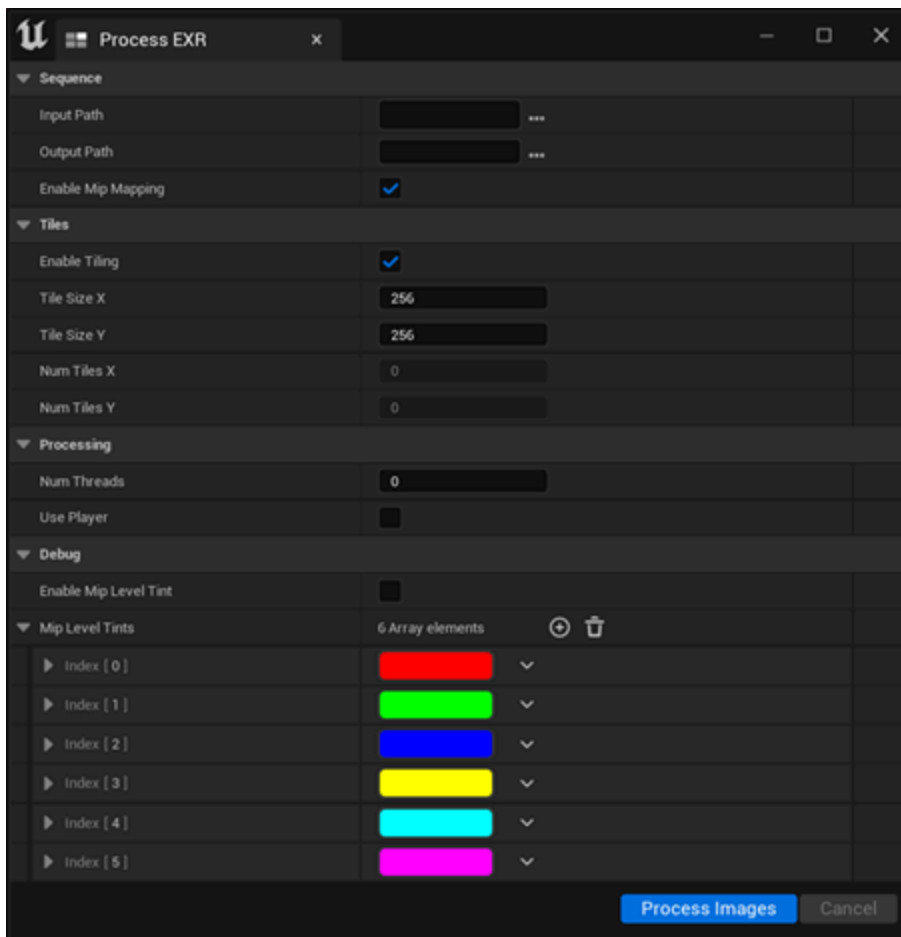 Process EXR
Sequence
Input Path
Output Path
Enable Mip Mapping
Tiles
Enable Tiling
Tile Size X 256
Tile Size Y 256
Num Tiles X 0
Num Tiles Y 0
Processing
Num Threads 0
Use Player
Debug
Enable Mip Level Tint
Mip Level Tints 6 Array elements
Index [ 0 ]
Index [ 1 ]
Index [ 2 ]
Index [ 3 ]
Index [ 4 ]
Index [ 5 ]
Process Images Cancel